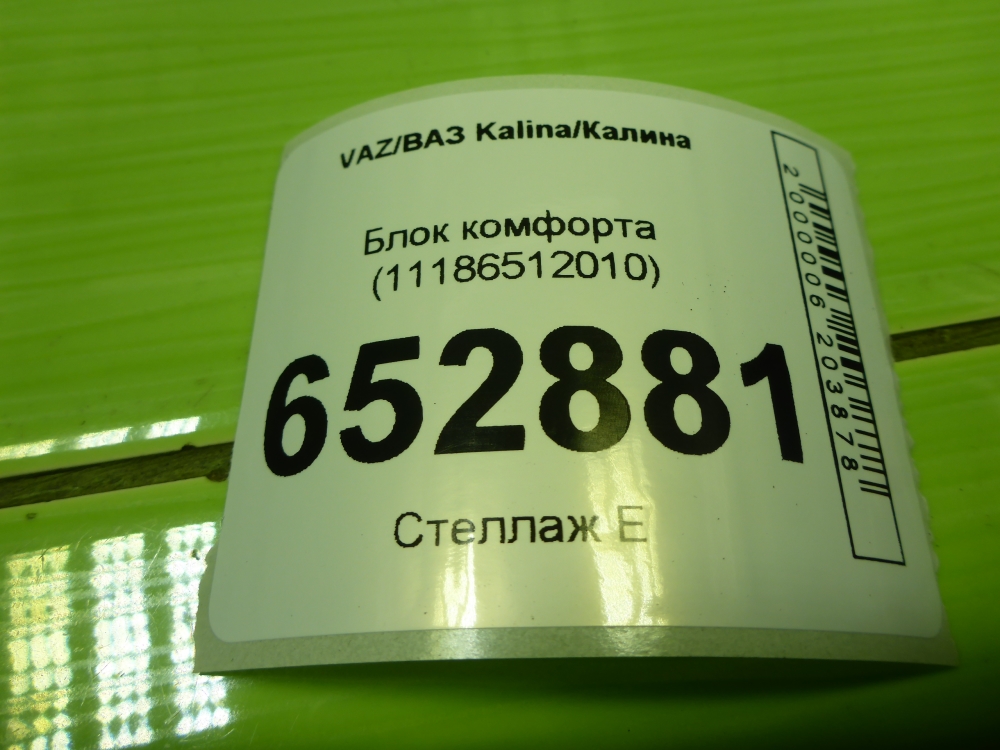 VAZ/ВАЗ Kalina/Калина
Блок комфорта
(11186512010)
652881
Стеллаж Е
2000006203878